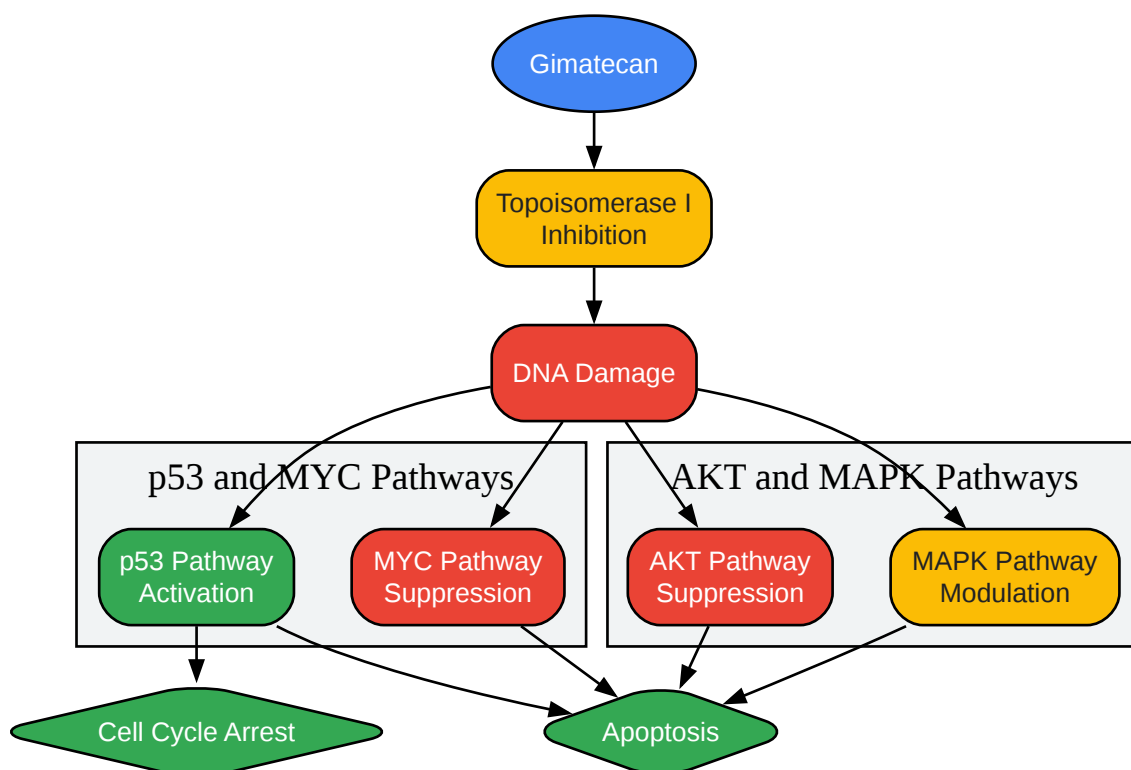 Gimatecan
Topoisomerase I
Inhibition
DNA Damage
p53 and MYC Pathways
AKT and MAPK Pathways
p53 Pathway
Activation
MYC Pathway
Suppression
AKT Pathway
Suppression
MAPK Pathway
Modulation
Cell Cycle Arrest
Apoptosis